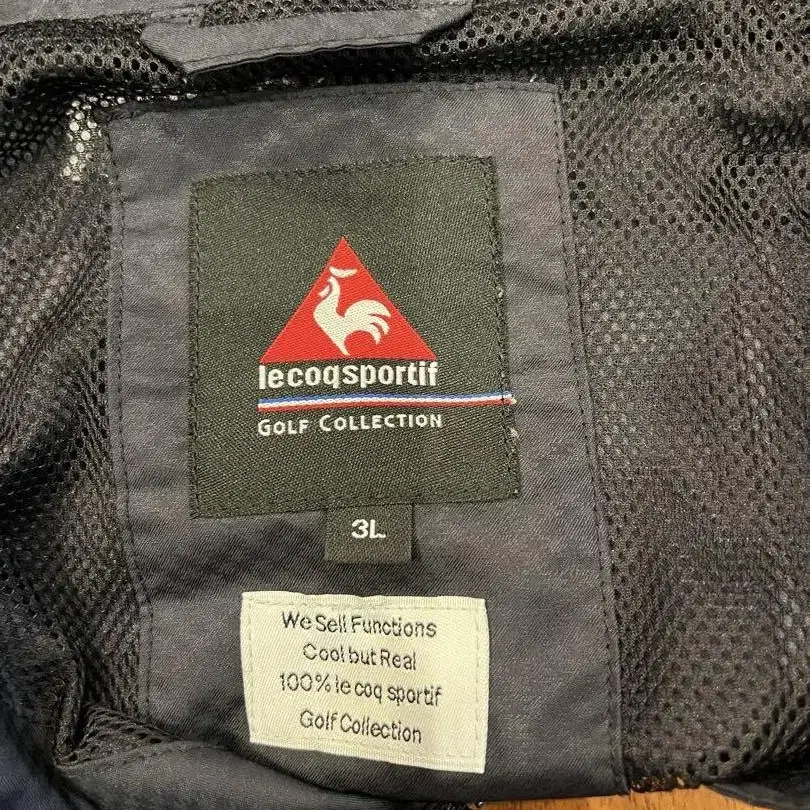 lecoqsportif
GOLF COLLECTION
3L
We Sell Functions
Cool but Real
100% le coq sportif
Golf Collection